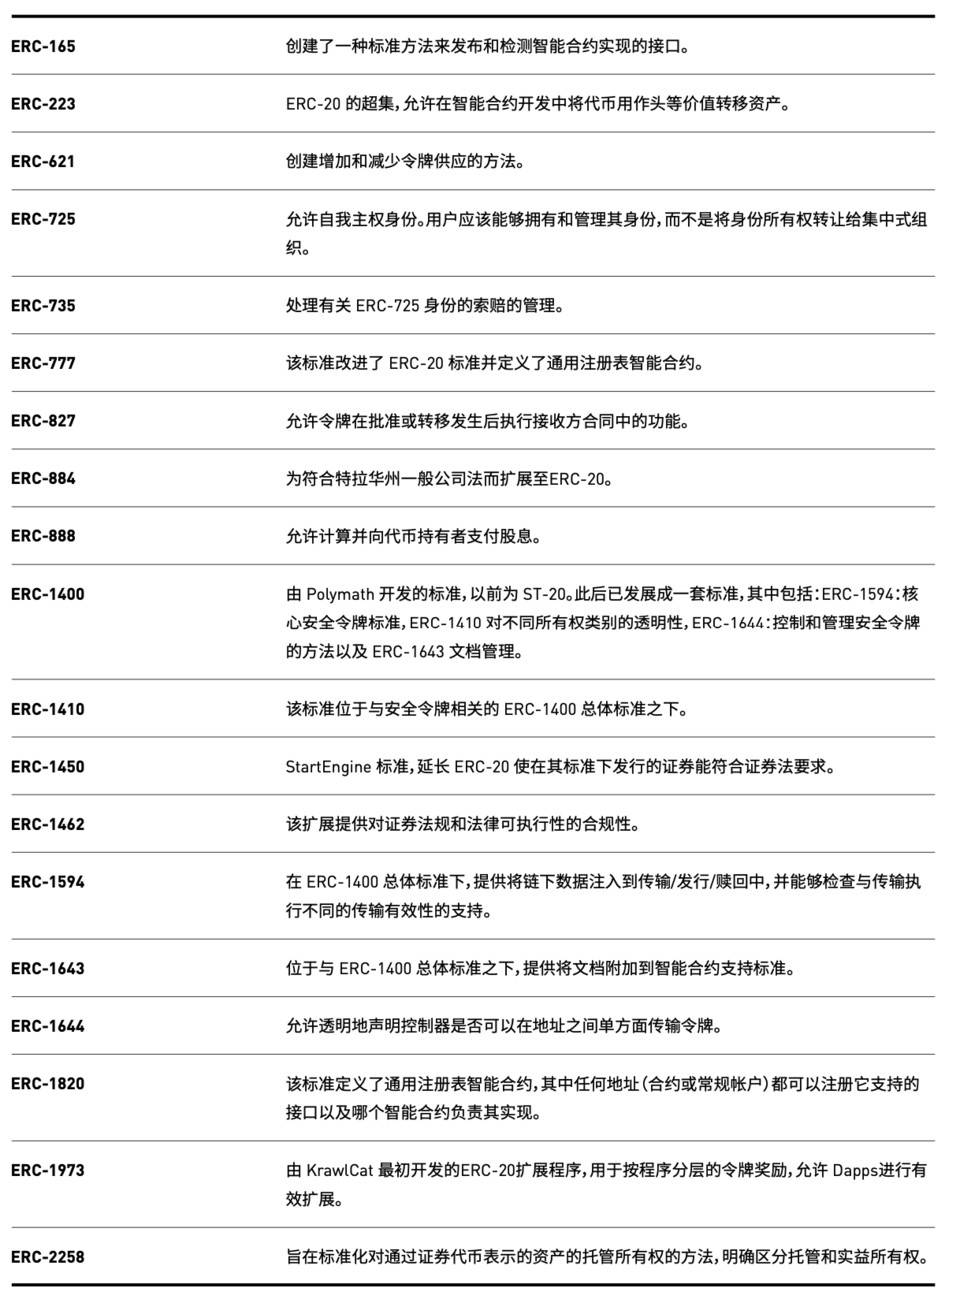 ERC-165 创建了一种标准方法来发布和检测智能合约实现的接口。
ERC-223 ERC-20 的超集，允许在智能合约开发中将代币用作头等价值转移资产。
ERC-621 创建增加和减少令牌供应的方法。
ERC-725 允许自我主权身份。用户应该能够拥有和管理其身份，而不是将身份所有权转让给集中式组
织。
ERC-735 处理有关 ERC-725 身份的索赔的管理。
ERC-777 该标准改进了 ERC-20 标准并定义了通用注册表智能合约。
ERC-827 允许令牌在批准或转移发生后执行接收方合同中的功能。
ERC-884 为符合特拉华州一般公司法而扩展至ERC-20。
ERC-888 允许计算并向代币持有者支付股息。
ERC-1400 由 Polymath 开发的标准，以前为 ST-20。此后已发展成一套标准，其中包括：ERC-1594：核
心安全令牌标准，ERC-1410 对不同所有权类别的透明性，ERC-1644：控制和管理安全令牌
的方法以及 ERC-1643 文档管理。
ERC-1410 该标准位于与安全令牌相关的 ERC-1400 总体标准之下。
ERC-1450 StartEngine 标准，延长 ERC-20 使在其标准下发行的证券能符合证券法要求。
ERC-1462 该扩展提供对证券法规和法律可执行性的合规性。
ERC-1594 在 ERC-1400 总体标准下，提供将链下数据注入到传输/发行/赎回中，并能够检查与传输执
行不同的传输有效性的支持。
ERC-1643 位于与 ERC-1400 总体标准之下，提供将文档附加到智能合约支持标准。
ERC-1644 允许透明地声明控制器是否可以在地址之间单方面传输令牌。
ERC-1820 该标准定义了通用注册表智能合约，其中任何地址（合约或常规帐户）都可以注册它支持的
接口以及哪个智能合约负责其实现。
ERC-1973 由 KrawlCat 最初开发的ERC-20扩展程序，用于按程序分层的令牌奖励，允许 Dapps进行有
效扩展。
ERC-2258 旨在标准化对通过证券代币表示的资产的托管所有权的方法，明确区分托管和实益所有权。